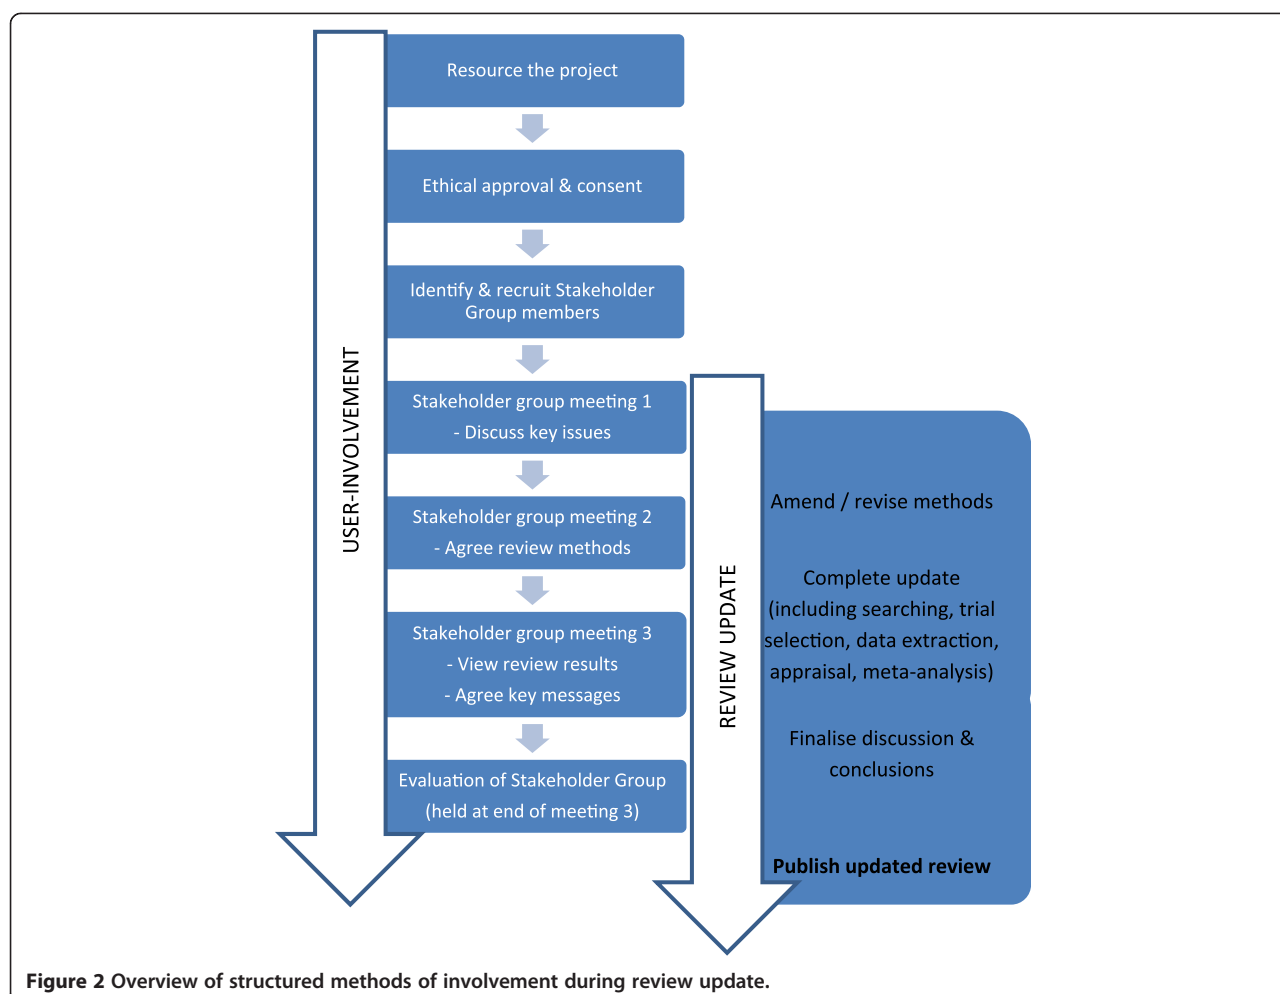 Resource the project
Ethical approval & consent
Identify & recruit Stakeholder
Group members
USER-INVOLVEMENT
Stakeholder group meeting 1
- Discuss key issues
Stakeholder group meeting 2
- Agree review methods
Stakeholder group meeting 3
- View review results
- Agree key messages
Evaluation of Stakeholder Group
(held at end of meeting 3)
REVIEW UPDATE
Amend / revise methods
Complete update
(including searching, trial
selection, data extraction,
appraisal, meta-analysis)
Finalise discussion &
conclusions
Publish updated review
Figure 2 Overview of structured methods of involvement during review update.